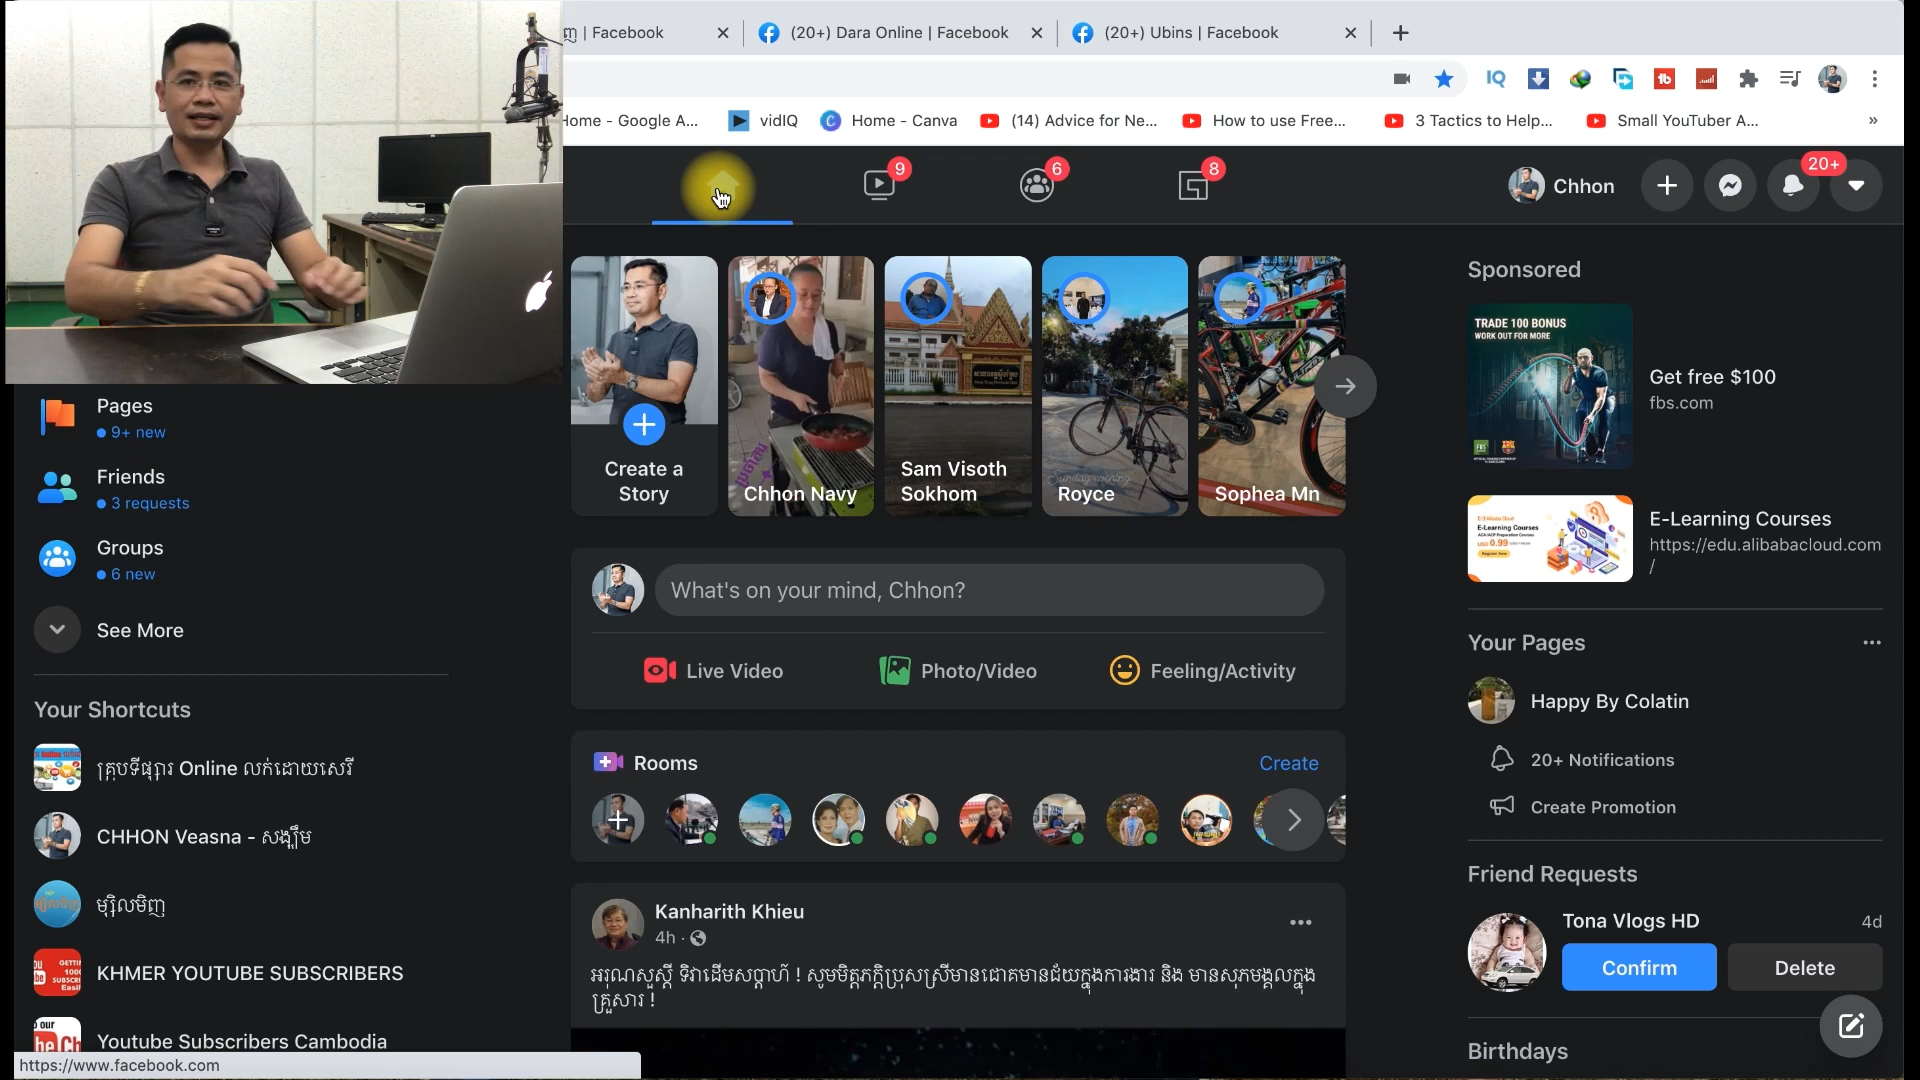 ញ | Facebook
(20+) Dara Online | Facebook
(20+) Ubins | Facebook
Home - Google A...
vidIQ
Home - Canva
(14) Advice for Ne...
How to use Free...
3 Tactics to Help...
Small YouTuber A...
»
9
6
8
Chhon
20+
Create a
Story
Chhon Navy
Sam Visoth
Sokhom
Royce
Sophea Mn
Sponsored
TRADE 100 BONUS
WORK OUT FOR MORE
Get free $100
fbs.com
E-Learning Courses
USD 0.99
E-Learning Courses
https://edu.alibabacloud.com
/
Pages
9+ new
Friends
3 requests
Groups
6 new
See More
Your Shortcuts
គ្រុបទីផ្សារ Online លក់ដោយសេរី
CHHON Veasna - សង្ឃឹម
ម្ស៉ិលមិញ
KHMER YOUTUBE SUBSCRIBERS
Youtube Subscribers Cambodia
https://www.facebook.com
What's on your mind, Chhon?
Live Video
Photo/Video
Feeling/Activity
Rooms
Create
Kanharith Khieu
4h ·
អរុណសួស្តី ទិវាដើមសប្តាហ៍ ! សូមមិត្តភក្តិប្រុសស្រីមានជោគមានជ័យក្នុងការងារ និង មានសុភមង្គលក្នុង
គ្រួសារ !
Your Pages
Happy By Colatin
20+ Notifications
Create Promotion
Friend Requests
Tona Vlogs HD
4d
Confirm
Delete
Birthdays